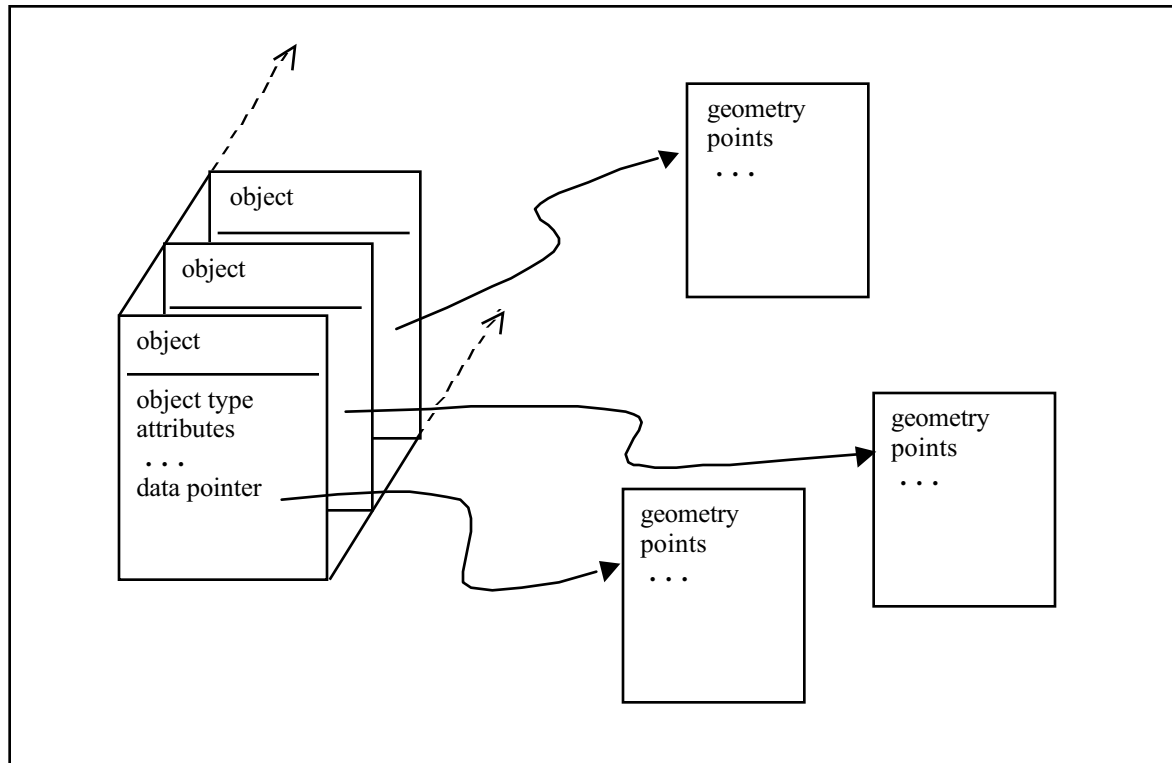 geometry
points
. . .
object
object
object
object type
attributes
. . .
data pointer
geometry
points
. . .
geometry
points
. . .